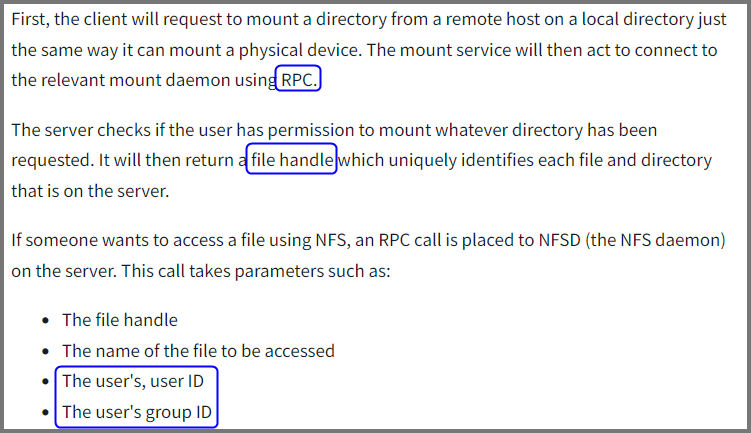 First, the client will request to mount a directory from a remote host on a local directory just
the same way it can mount a physical device. The mount service will then act to connect to
the relevant mount daemon using RPC.
The server checks if the user has permission to mount whatever directory has been
requested. It will then return a file handle which uniquely identifies each file and directory
that is on the server.
If someone wants to access a file using NFS, an RPC call is placed to NFSD (the NFS daemon)
on the server. This call takes parameters such as:
• The file handle
• The name of the file to be accessed
• The user's, user ID
• The user's group ID